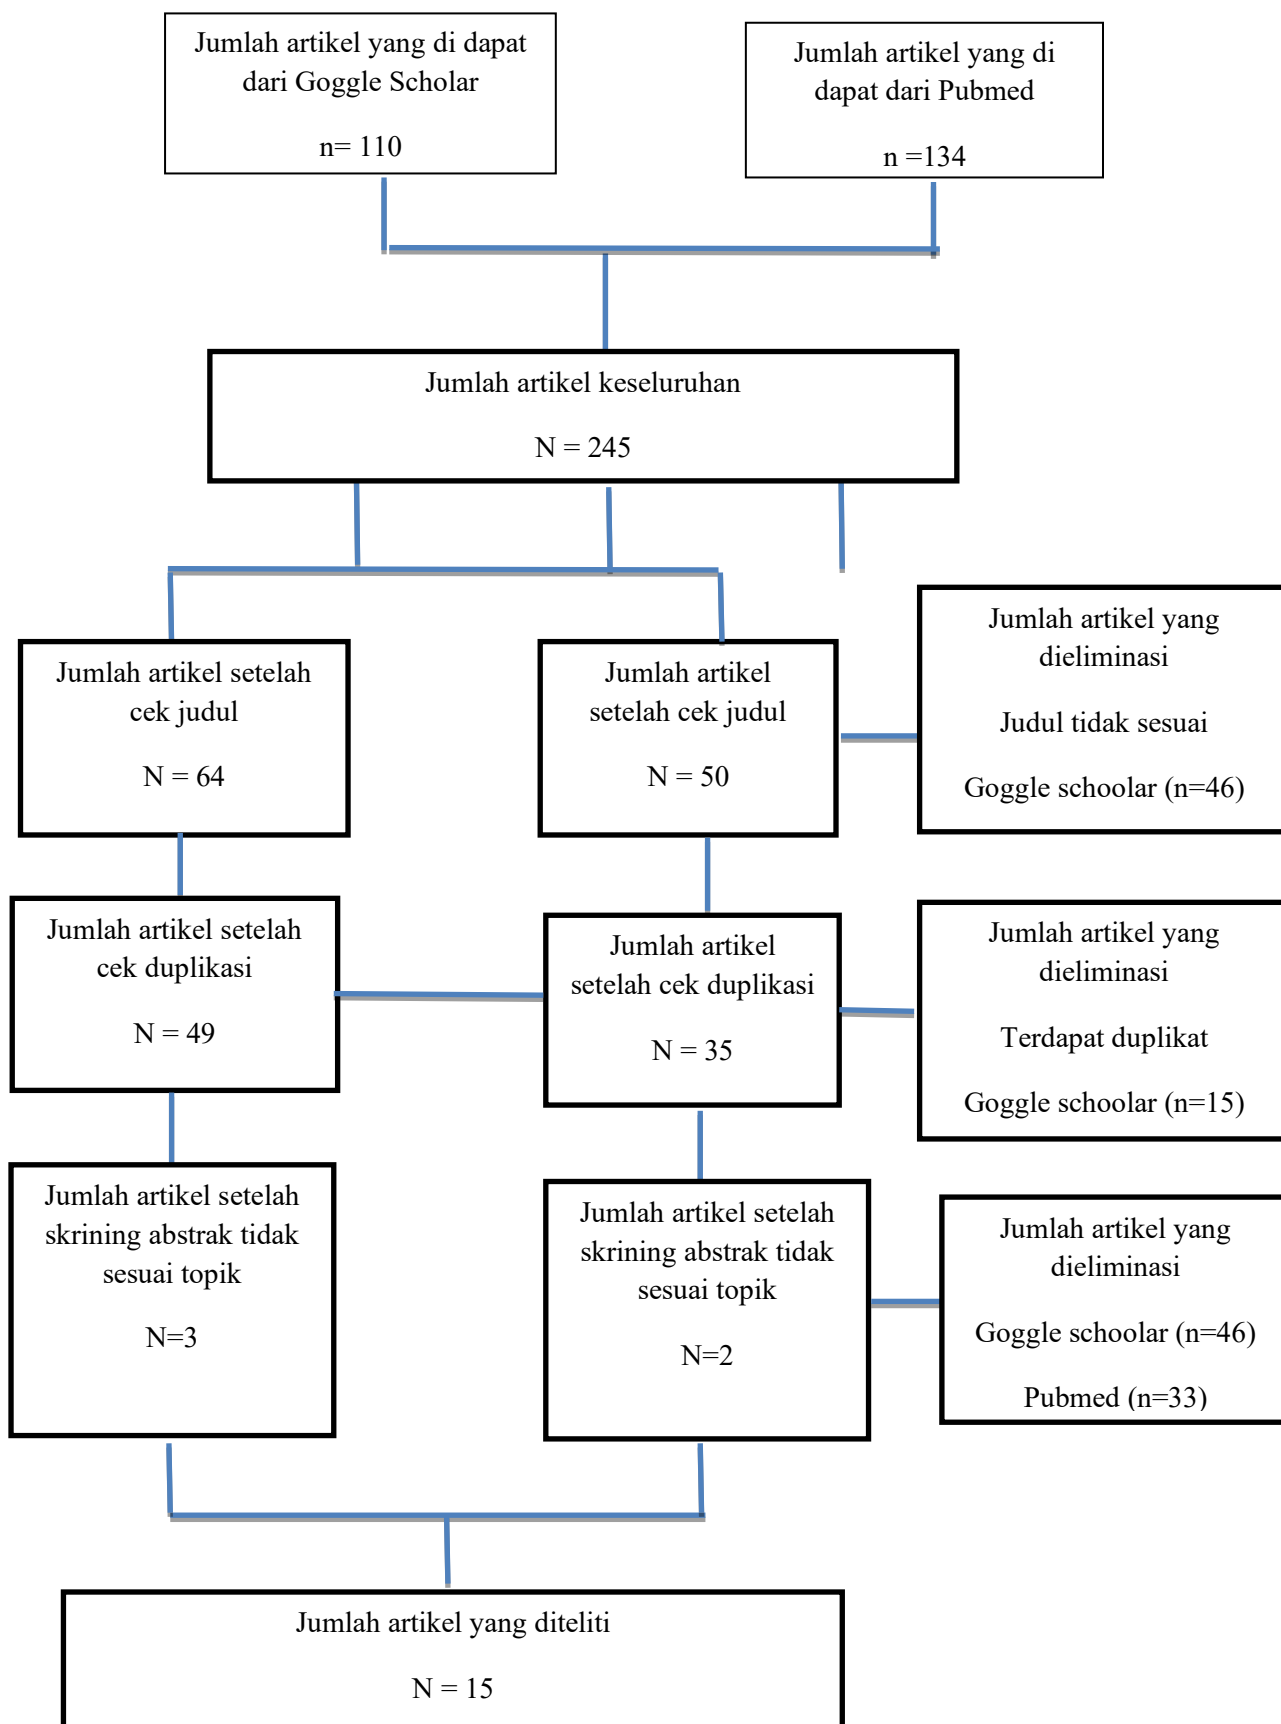 Jumlah artikel yang di dapat
dari Goggle Scholar
n= 110
Jumlah artikel yang di
dapat dari Pubmed
n =134
Jumlah artikel keseluruhan
N = 245
Jumlah artikel setelah
cek judul
N = 64
Jumlah artikel
setelah cek judul
N = 50
Jumlah artikel yang
dieliminasi
Judul tidak sesuai
Goggle schoolar (n=46)
Jumlah artikel setelah
cek duplikasi
N = 49
Jumlah artikel
setelah cek duplikasi
N = 35
Jumlah artikel yang
dieliminasi
Terdapat duplikat
Goggle schoolar (n=15)
Jumlah artikel setelah
skrining abstrak tidak
sesuai topik
N=3
Jumlah artikel setelah
skrining abstrak tidak
sesuai topik
N=2
Jumlah artikel yang
dieliminasi
Goggle schoolar (n=46)
Pubmed (n=33)
Jumlah artikel yang diteliti
N = 15